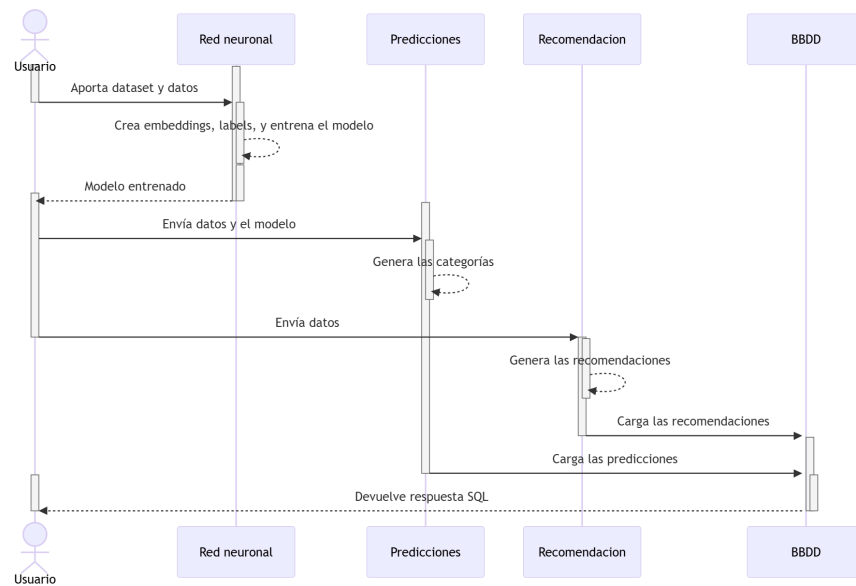 Usuario
Red neuronal
Predicciones
Recomendacion
BBDD
Aporta dataset y datos
Crea embeddings, labels, y entrena el modelo
Modelo entrenado
Envía datos y el modelo
Genera las categorías
Envía datos
Genera las recomendaciones
Carga las recomendaciones
Carga las predicciones
Devuelve respuesta SQL
Usuario
Red neuronal
Predicciones
Recomendacion
BBDD